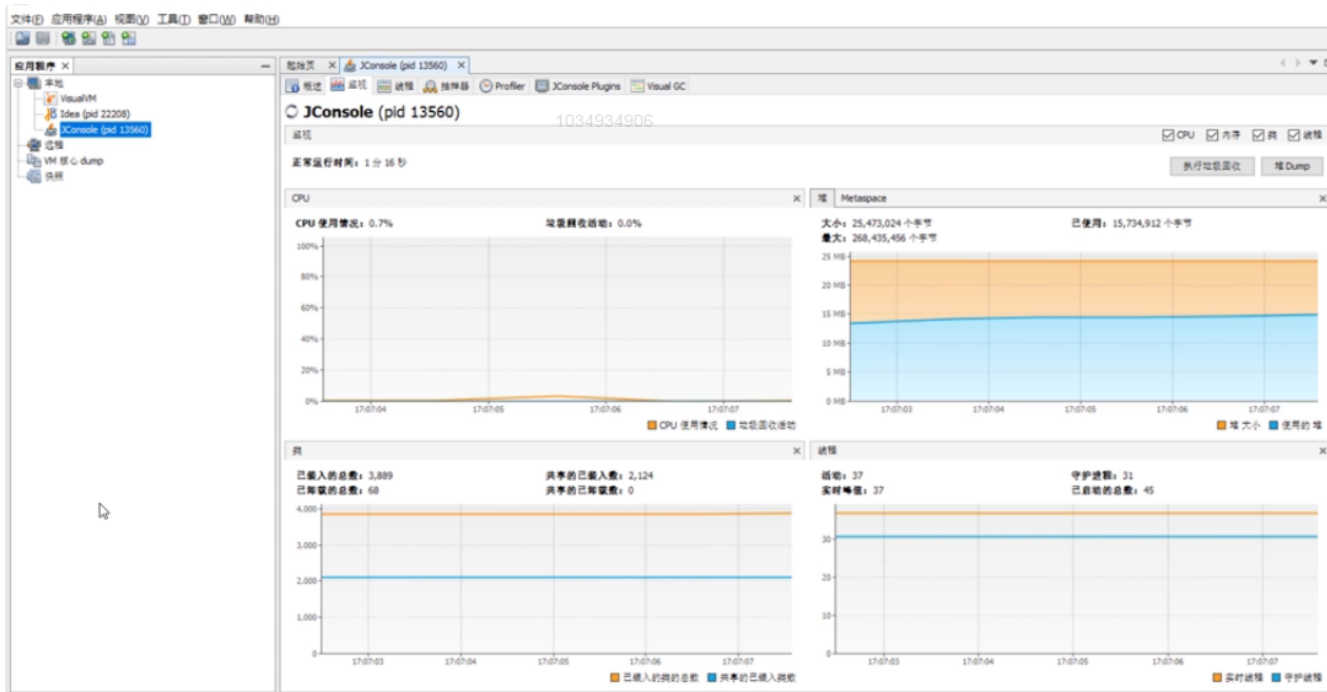 文件(F) 应用程序(A) 视图(V) 工具(T) 窗口(W) 帮助(H)
应用程序
本地
VisualVM
Idea (pid 22208)
JConsole (pid 13560)
远程
VM 核心 dump
快照
起始页 JConsole (pid 13560)
概述 监视 线程 抽样器 Profiler JConsole Plugins Visual GC
JConsole (pid 13560)
1034934906
监视 CPU 内存 类 线程
正常运行时间: 1 分 16 秒 执行垃圾回收 堆 Dump
CPU
CPU 使用情况: 0.7% 垃圾回收活动: 0.0%
100%
80%
60%
40%
20%
0%
17:07:04 17:07:05 17:07:06 17:07:07
CPU 使用情况 垃圾回收活动
堆 Metaspace
大小: 25,473,024 个字节 已使用: 15,734,912 个字节
最大: 268,435,456 个字节
25 MB
20 MB
15 MB
10 MB
5 MB
0 MB
17:07:03 17:07:04 17:07:05 17:07:06 17:07:07
堆 大小 使用的 堆
类
已装入的总数: 3,889 共享的已装入数: 2,124
已卸载的总数: 68 共享的已卸载数: 0
4,000
3,000
2,000
1,000
0
17:07:03 17:07:04 17:07:05 17:07:06 17:07:07
已装入的类的总数 共享的已装入类数
线程
活动: 37 守护进程: 31
实时峰值: 37 已启动的总数: 45
30
20
10
0
17:07:03 17:07:04 17:07:05 17:07:06 17:07:07
实时线程 守护线程